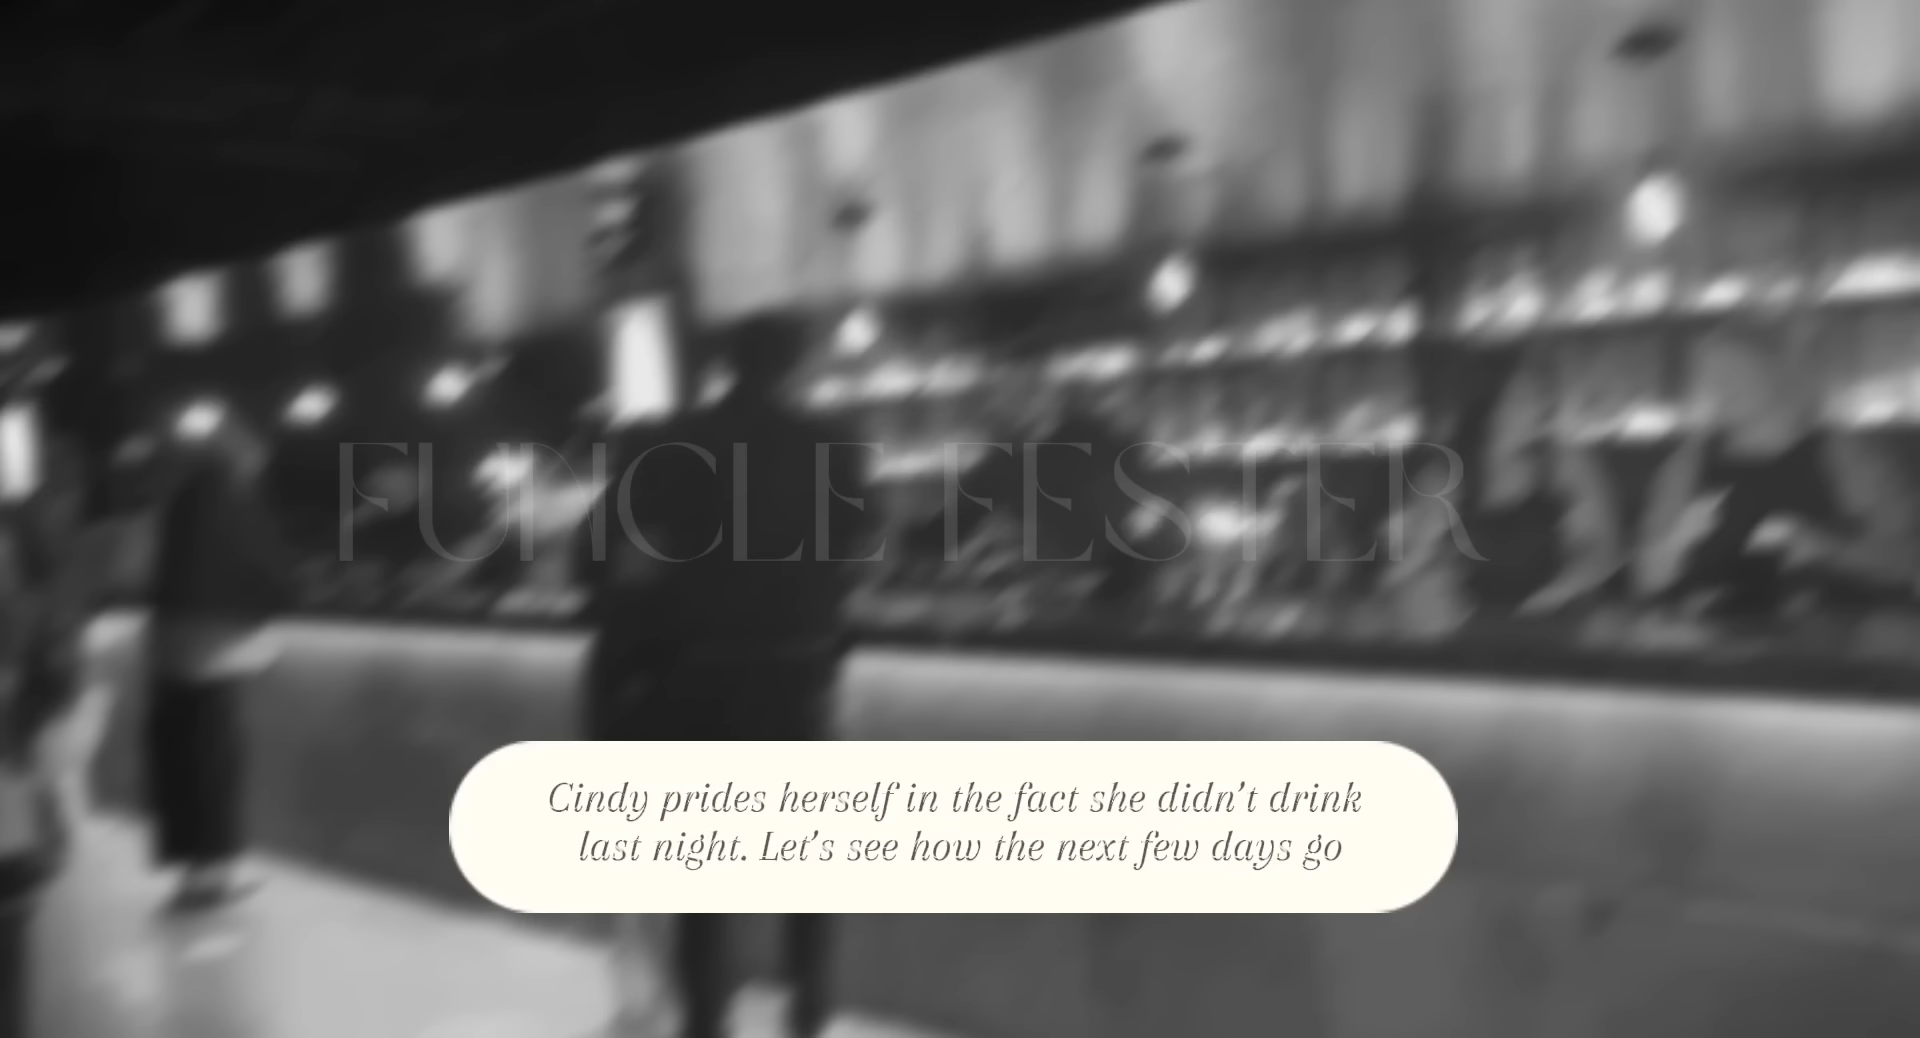 FUNCLE FESTER
Cindy prides herself in the fact she didn’t drink
last night. Let’s see how the next few days go